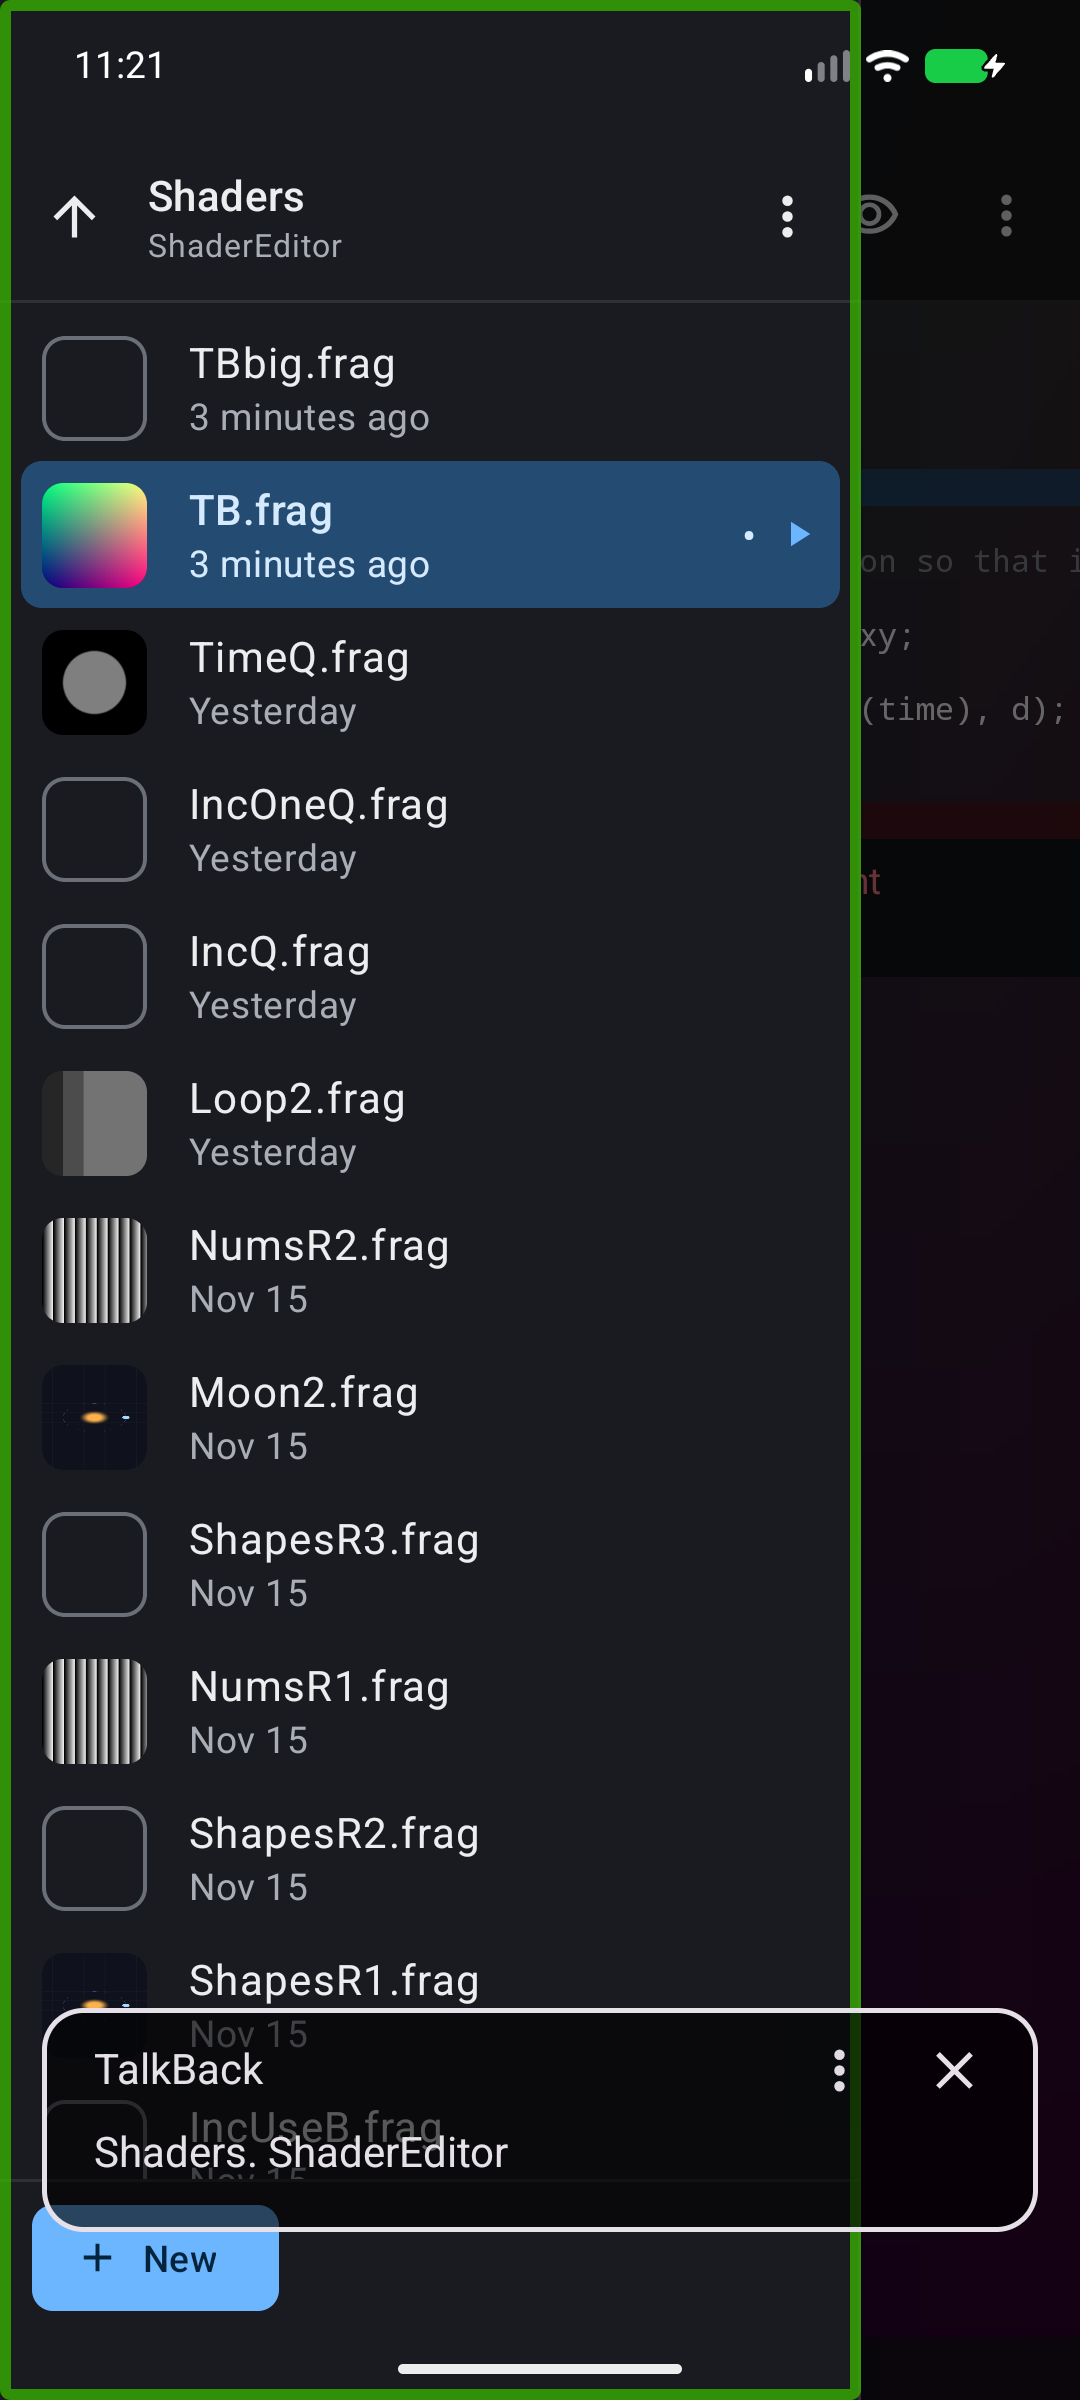 11:21
Shaders
ShaderEditor
TBbig.frag
3 minutes ago
TB.frag
3 minutes ago
on so that i
xy;
(time), d);
TimeQ.frag
Yesterday
IncOneQ.frag
Yesterday
nt
IncQ.frag
Yesterday
Loop2.frag
Yesterday
NumsR2.frag
Nov 15
Moon2.frag
Nov 15
ShapesR3.frag
Nov 15
NumsR1.frag
Nov 15
ShapesR2.frag
Nov 15
ShapesR1.frag
Nov 15
TalkBack
IncUseB.frag
Shaders. ShaderEditor
Nov 15
New